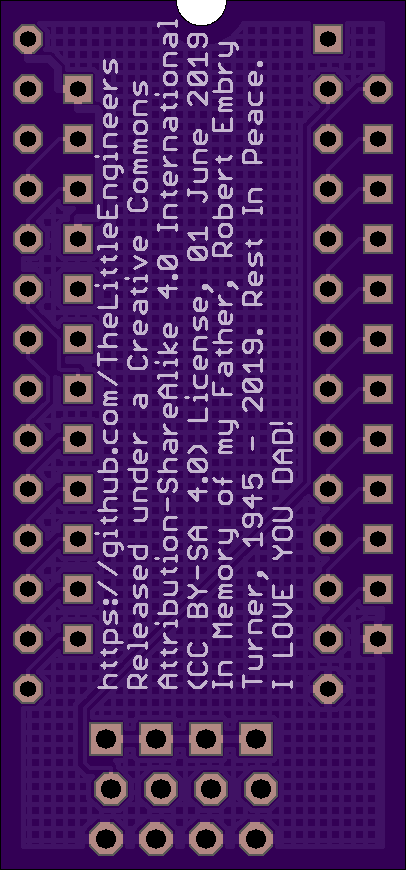 https://github.com/TheLittleEngineers
Released under a Creative Commons
Attribution-ShareAlike 4.0 International
(CC BY-SA 4.0) License, 01 June 2019
In Memory of my Father, Robert Embry
Turner, 1945 - 2019. Rest In Peace.
I LOVE YOU DAD!